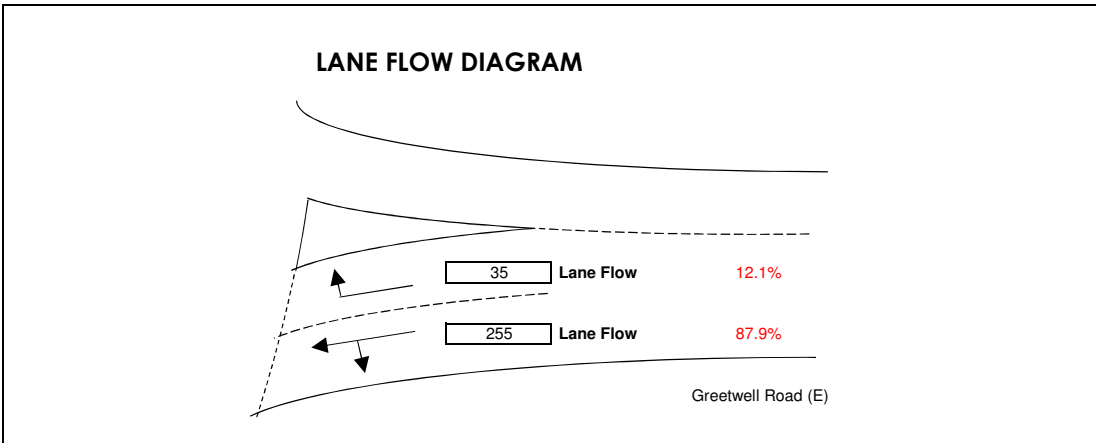 LANE FLOW DIAGRAM
35 Lane Flow 12.1%
255 Lane Flow 87.9%
Greetwell Road (E)